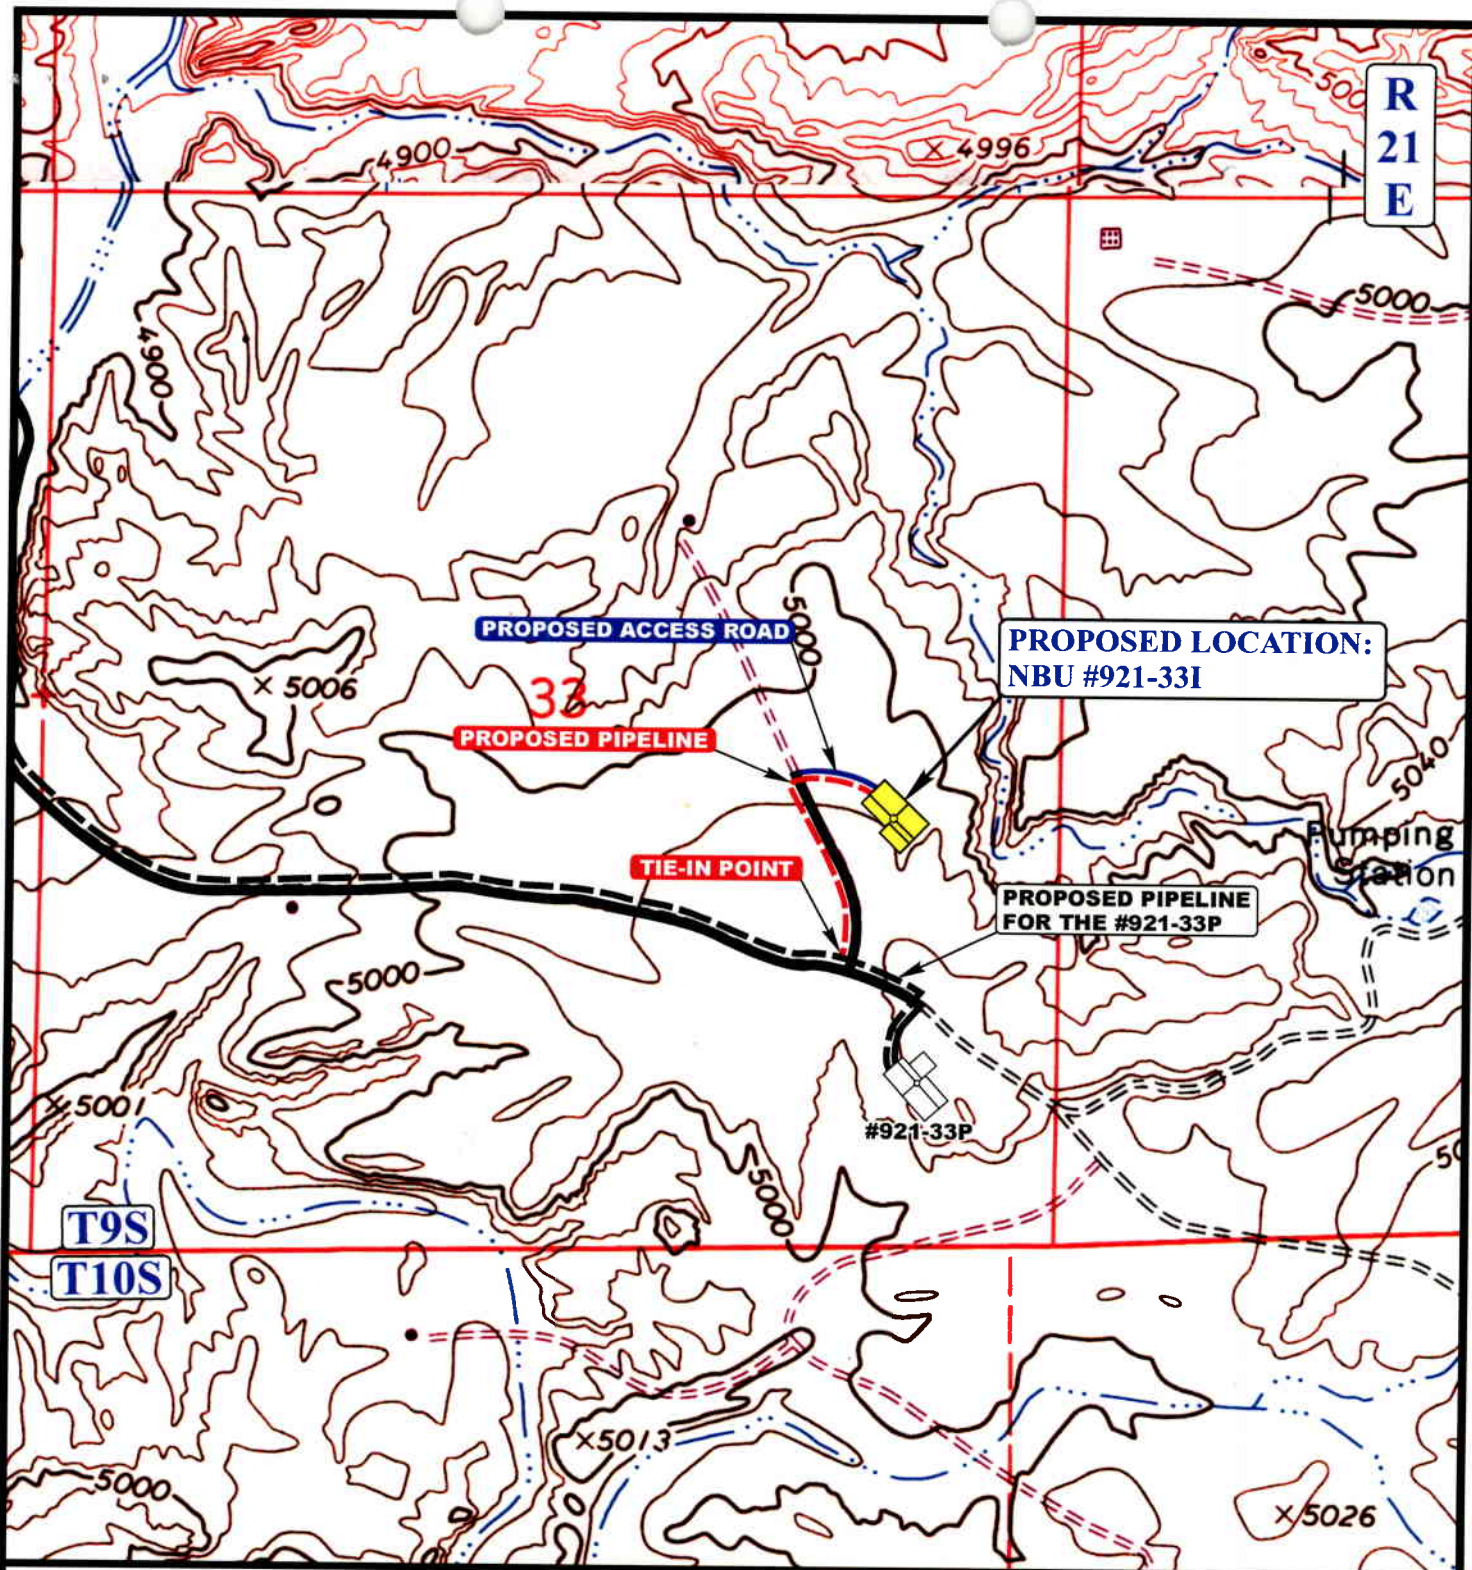 R
21
E
4900
× 4996
5000
4900
5000
PROPOSED ACCESS ROAD
5000
PROPOSED LOCATION:
NBU #921-33I
× 5006
33
PROPOSED PIPELINE
5040
Pumping
Station
TIE-IN POINT
PROPOSED PIPELINE
FOR THE #921-33P
5000
×5001
#921-33P
5000
T9S
T10S
×5013
5000
×5026